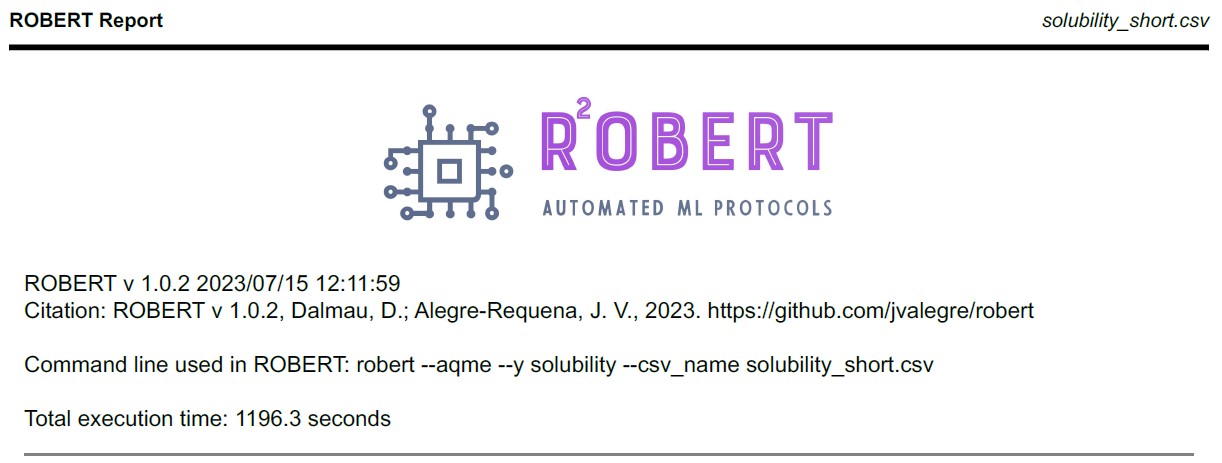 ROBERT Report
solubility_short.csv
R²OBERT
AUTOMATED ML PROTOCOLS
ROBERT v 1.0.2 2023/07/15 12:11:59
Citation: ROBERT v 1.0.2, Dalmau, D.; Alegre-Requena, J. V., 2023. https://github.com/jvalegre/robert
Command line used in ROBERT: robert --aqme --y solubility --csv_name solubility_short.csv
Total execution time: 1196.3 seconds